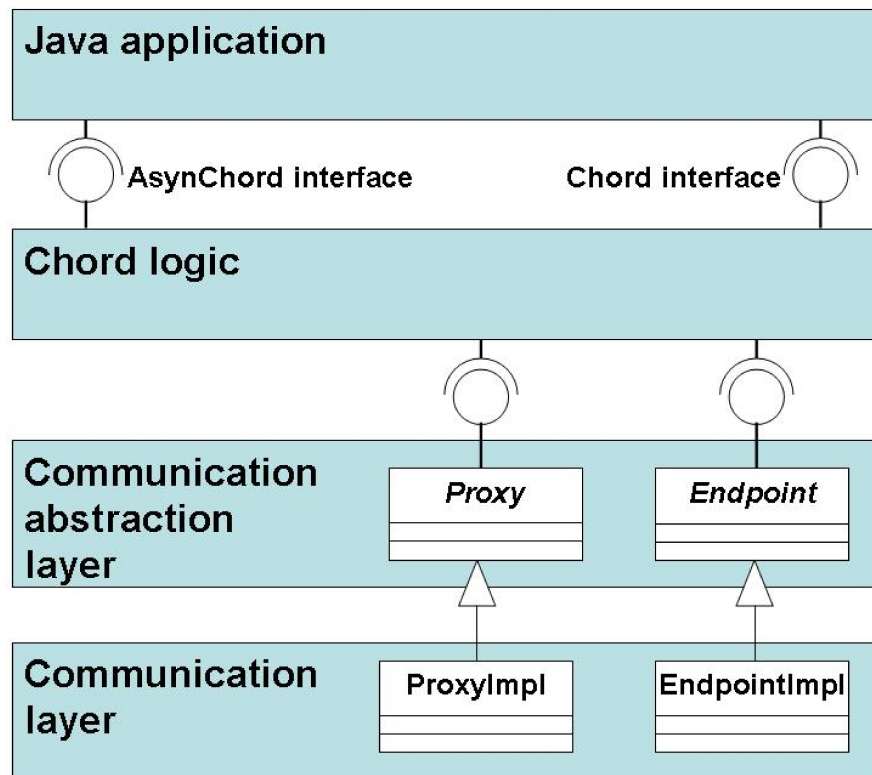 Java application
AsynChord interface
Chord interface
Chord logic
Communication
abstraction
layer
Proxy
Endpoint
Communication
layer
ProxyImpl
EndpointImpl